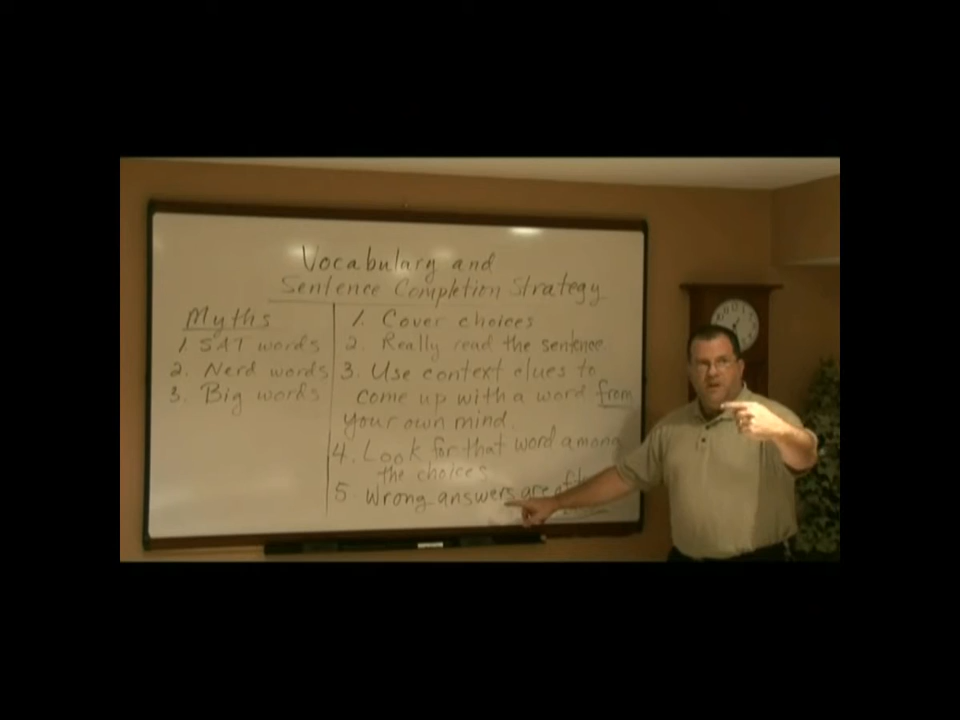 Vocabulary and
Sentence Completion Strategy
Myths
1. SAT words
2. Nerd words
3. Big words
1. Cover choices
2. Really read the sentence
3. Use context clues to
come up with a word from
your own mind.
4. Look for that word among
the choices
5. Wrong answers are